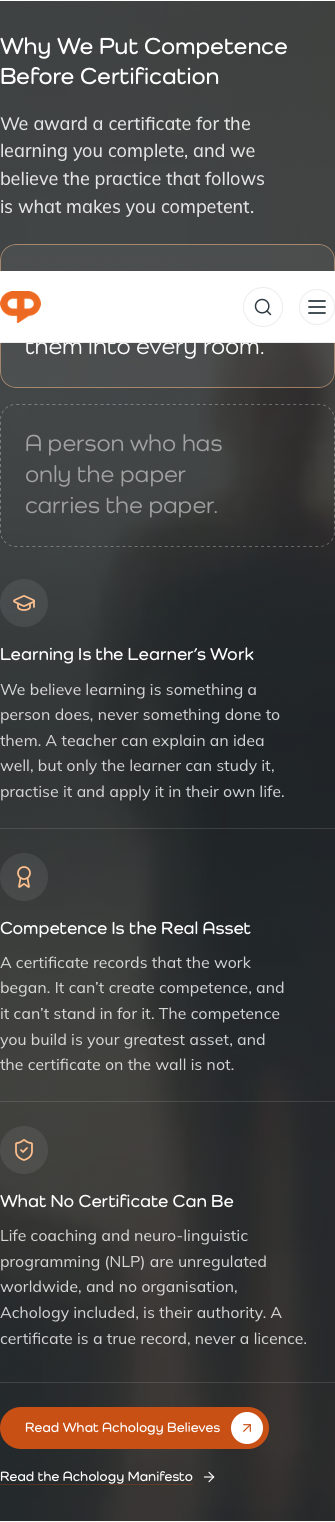 Why We Put Competence
Before Certification
We award a certificate for the
learning you complete, and we
believe the practice that follows
is what makes you competent.
them into every room.
A person who has
only the paper
carries the paper.
Learning Is the Learner's Work
We believe learning is something a
person does, never something done to
them. A teacher can explain an idea
well, but only the learner can study it,
practise it and apply it in their own life.
Competence Is the Real Asset
A certificate records that the work
began. It can't create competence, and
it can't stand in for it. The competence
you build is your greatest asset, and
the certificate on the wall is not.
What No Certificate Can Be
Life coaching and neuro-linguistic
programming (NLP) are unregulated
worldwide, and no organisation,
Achology included, is their authority. A
certificate is a true record, never a licence.
Read What Achology Believes
Read the Achology Manifesto